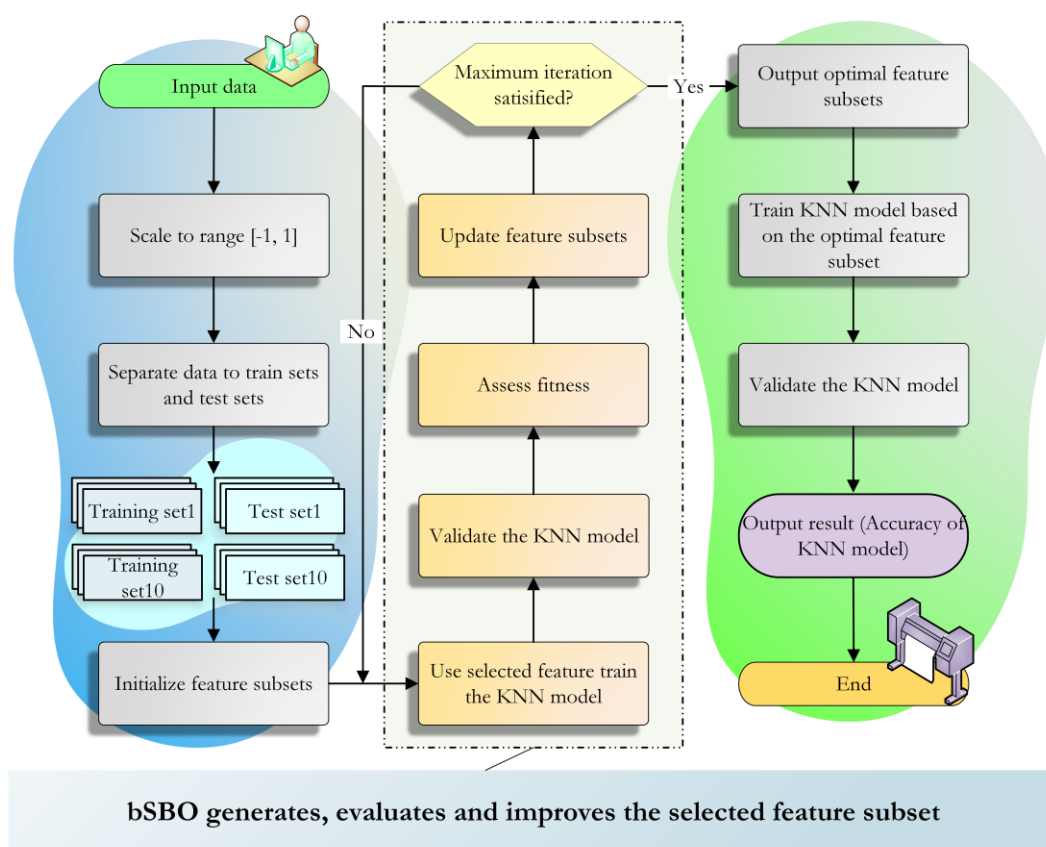 Input data
Scale to range [-1, 1]
Separate data to train sets
and test sets
Training set1
Test set1
Training
set10
Test set10
Initialize feature subsets
Maximum iteration
satisified?
Yes
No
Update feature subsets
Assess fitness
Validate the KNN model
Use selected feature train
the KNN model
Output optimal feature
subsets
Train KNN model based
on the optimal feature
subset
Validate the KNN model
Output result (Accuracy of
KNN model)
End
bSBO generates, evaluates and improves the selected feature subset